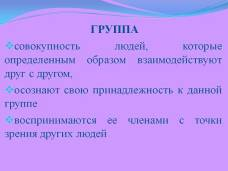 ГРУППА
❖совокупность людей, которые
определенным образом взаимодействуют
друг с другом,
❖осознают свою принадлежность к данной
группе
❖воспринимаются ее членами с точки
зрения других людей